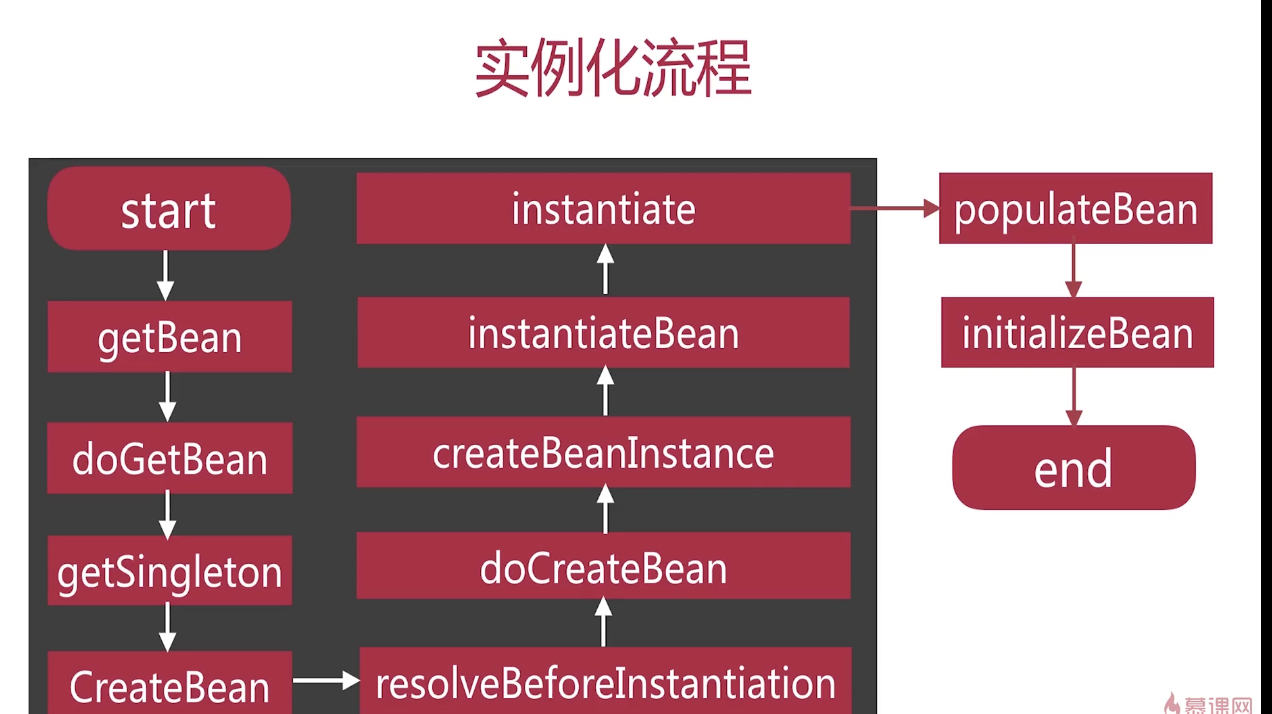 实例化流程
start
getBean
doGetBean
getSingleton
CreateBean
resolveBeforeInstantiation
doCreateBean
createBeanInstance
instantiateBean
instantiate
populateBean
initializeBean
end
慕课网